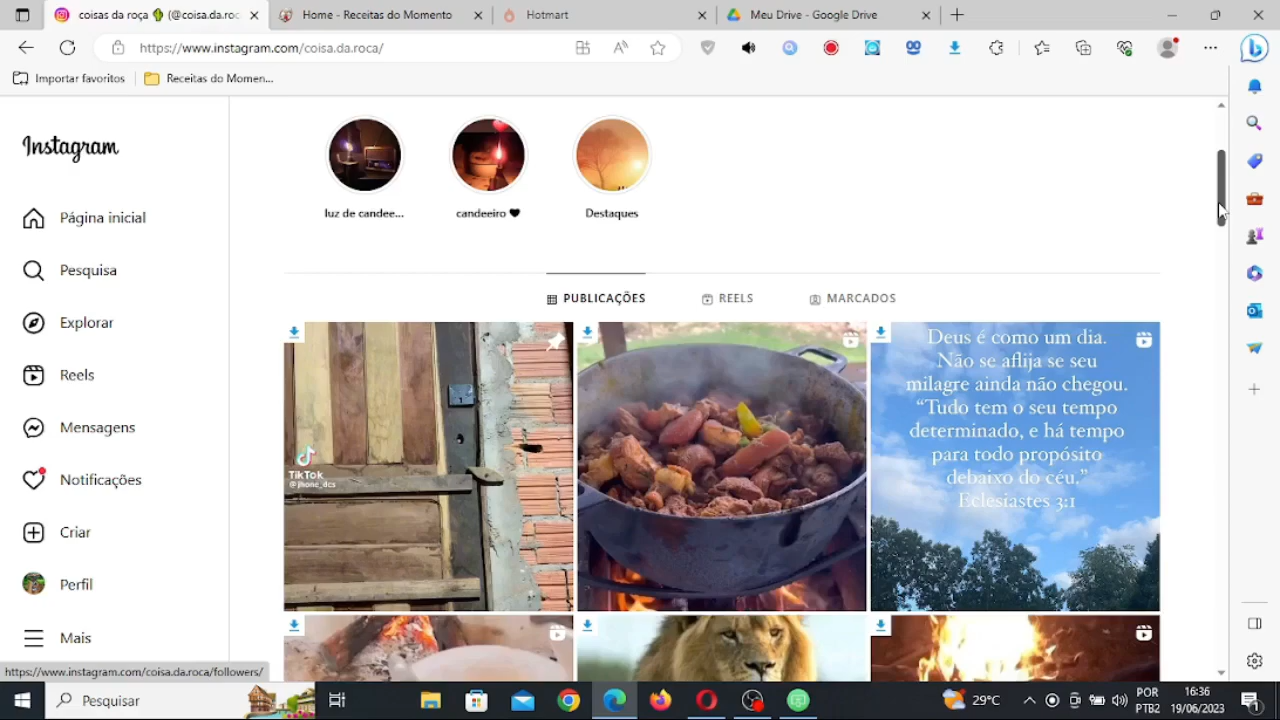 coisas da roça 🌵 (@coisa.da.roc
Home - Receitas do Momento
Hotmart
Meu Drive - Google Drive
https://www.instagram.com/coisa.da.roca/
Importar favoritos
Receitas do Momen...
Instagram
luz de candee...
candeeiro 🖤
Destaques
Página inicial
Pesquisa
Explorar
Reels
Mensagens
Notificações
Criar
Perfil
Mais
PUBLICAÇÕES
REELS
MARCADOS
TikTok
@jhone_dcs
Deus é como um dia.
Não se aflija se seu
milagre ainda não chegou.
“Tudo tem o seu tempo
determinado, e há tempo
para todo propósito
debaixo do céu.”
Eclesiastes 3:1
https://www.instagram.com/coisa.da.roca/followers/
Pesquisar
29°C
POR
PTB2
16:36
19/06/2023